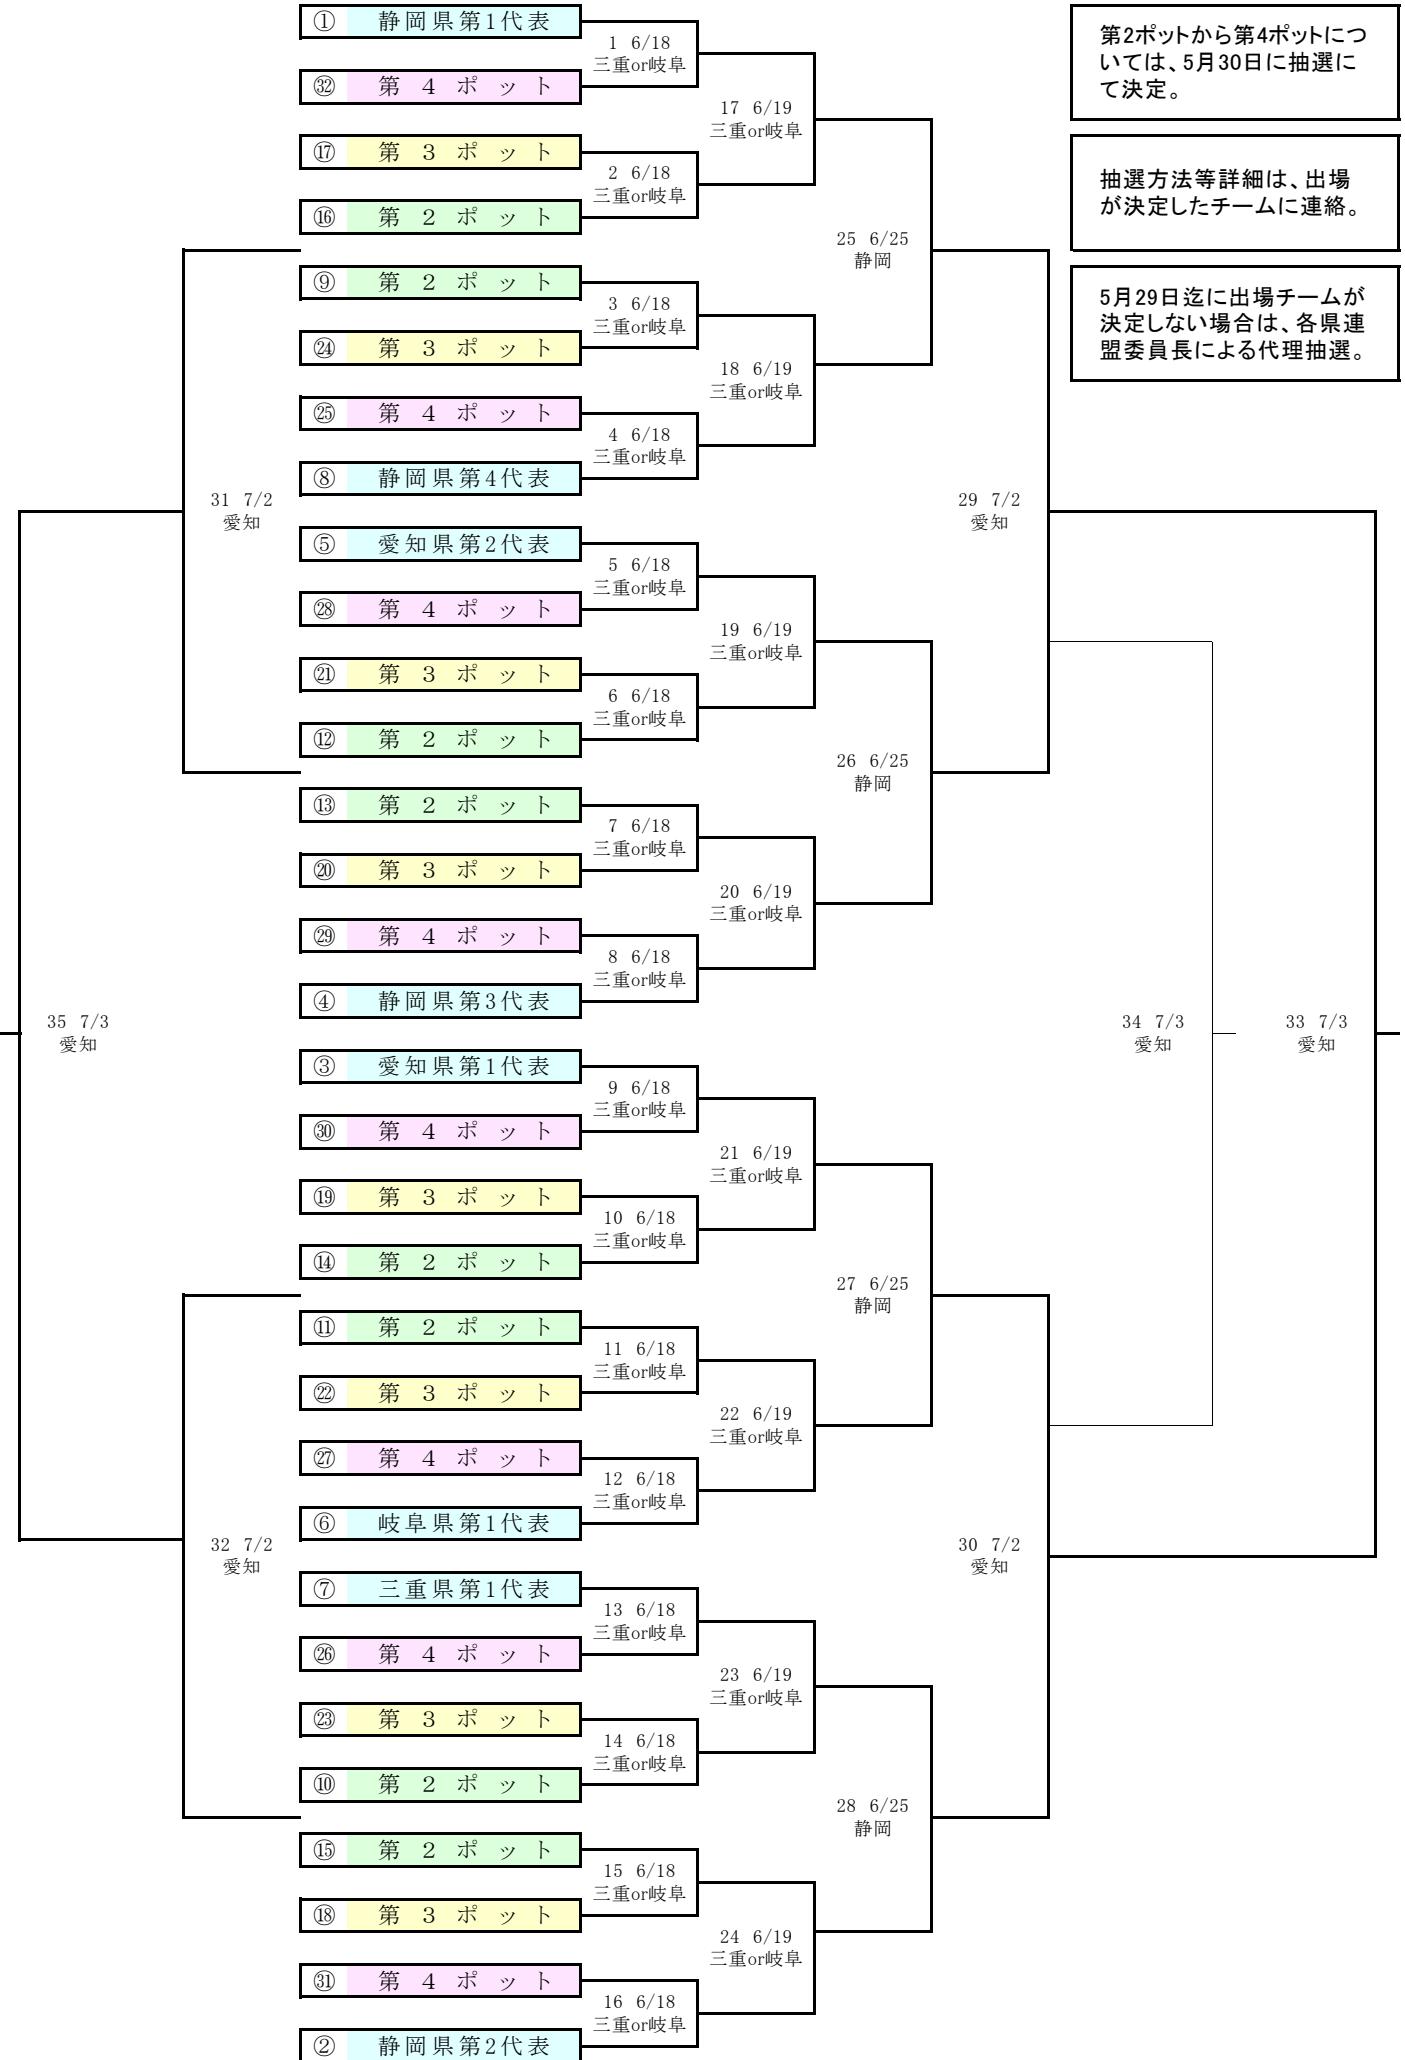 ① 静岡県第1代表
㉜ 第4ポット
⑰ 第3ポット
⑯ 第2ポット
⑨ 第2ポット
㉔ 第3ポット
㉕ 第4ポット
⑧ 静岡県第4代表
⑤ 愛知県第2代表
㉘ 第4ポット
㉑ 第3ポット
⑫ 第2ポット
⑬ 第2ポット
⑳ 第3ポット
㉙ 第4ポット
④ 静岡県第3代表
③ 愛知県第1代表
㉚ 第4ポット
⑲ 第3ポット
⑭ 第2ポット
⑪ 第2ポット
㉒ 第3ポット
㉗ 第4ポット
⑥ 岐阜県第1代表
⑦ 三重県第1代表
㉖ 第4ポット
㉓ 第3ポット
⑩ 第2ポット
⑮ 第2ポット
⑱ 第3ポット
㉛ 第4ポット
② 静岡県第2代表
1 6/18
三重or岐阜
2 6/18
三重or岐阜
3 6/18
三重or岐阜
4 6/18
三重or岐阜
5 6/18
三重or岐阜
6 6/18
三重or岐阜
7 6/18
三重or岐阜
8 6/18
三重or岐阜
9 6/18
三重or岐阜
10 6/18
三重or岐阜
11 6/18
三重or岐阜
12 6/18
三重or岐阜
13 6/18
三重or岐阜
14 6/18
三重or岐阜
15 6/18
三重or岐阜
16 6/18
三重or岐阜
17 6/19
三重or岐阜
18 6/19
三重or岐阜
19 6/19
三重or岐阜
20 6/19
三重or岐阜
21 6/19
三重or岐阜
22 6/19
三重or岐阜
23 6/19
三重or岐阜
24 6/19
三重or岐阜
25 6/25
静岡
26 6/25
静岡
27 6/25
静岡
28 6/25
静岡
29 7/2
愛知
30 7/2
愛知
31 7/2
愛知
32 7/2
愛知
33 7/3
愛知
34 7/3
愛知
35 7/3
愛知
第2ポットから第4ポットにつ
いては、5月30日に抽選に
て決定。
抽選方法等詳細は、出場
が決定したチームに連絡。
5月29日迄に出場チームが
決定しない場合は、各県連
盟委員長による代理抽選。